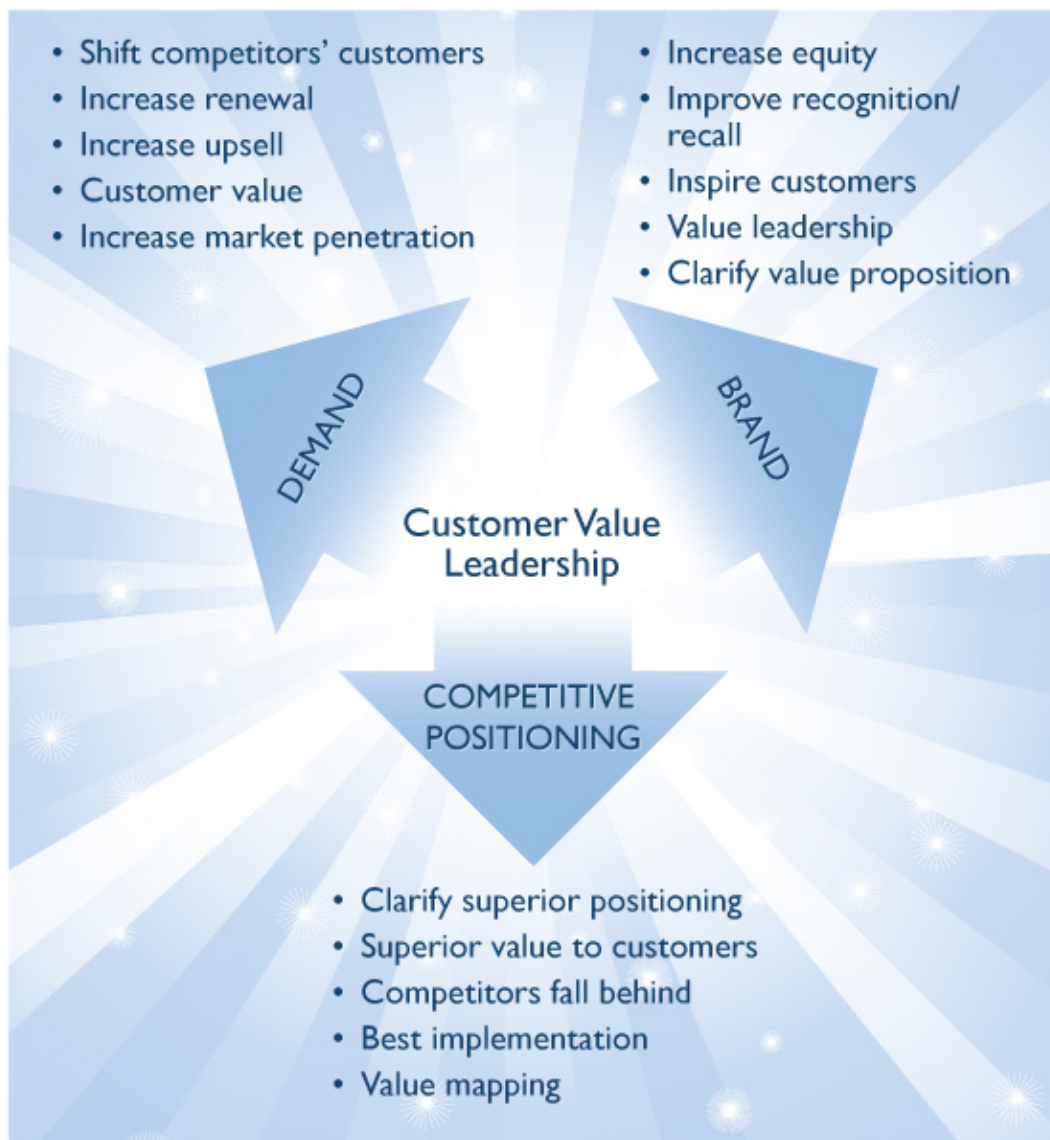 • Shift competitors’ customers
• Increase renewal
• Increase upsell
• Customer value
• Increase market penetration
• Increase equity
• Improve recognition/
recall
• Inspire customers
• Value leadership
• Clarify value proposition
DEMAND
BRAND
Customer Value
Leadership
COMPETITIVE
POSITIONING
• Clarify superior positioning
• Superior value to customers
• Competitors fall behind
• Best implementation
• Value mapping